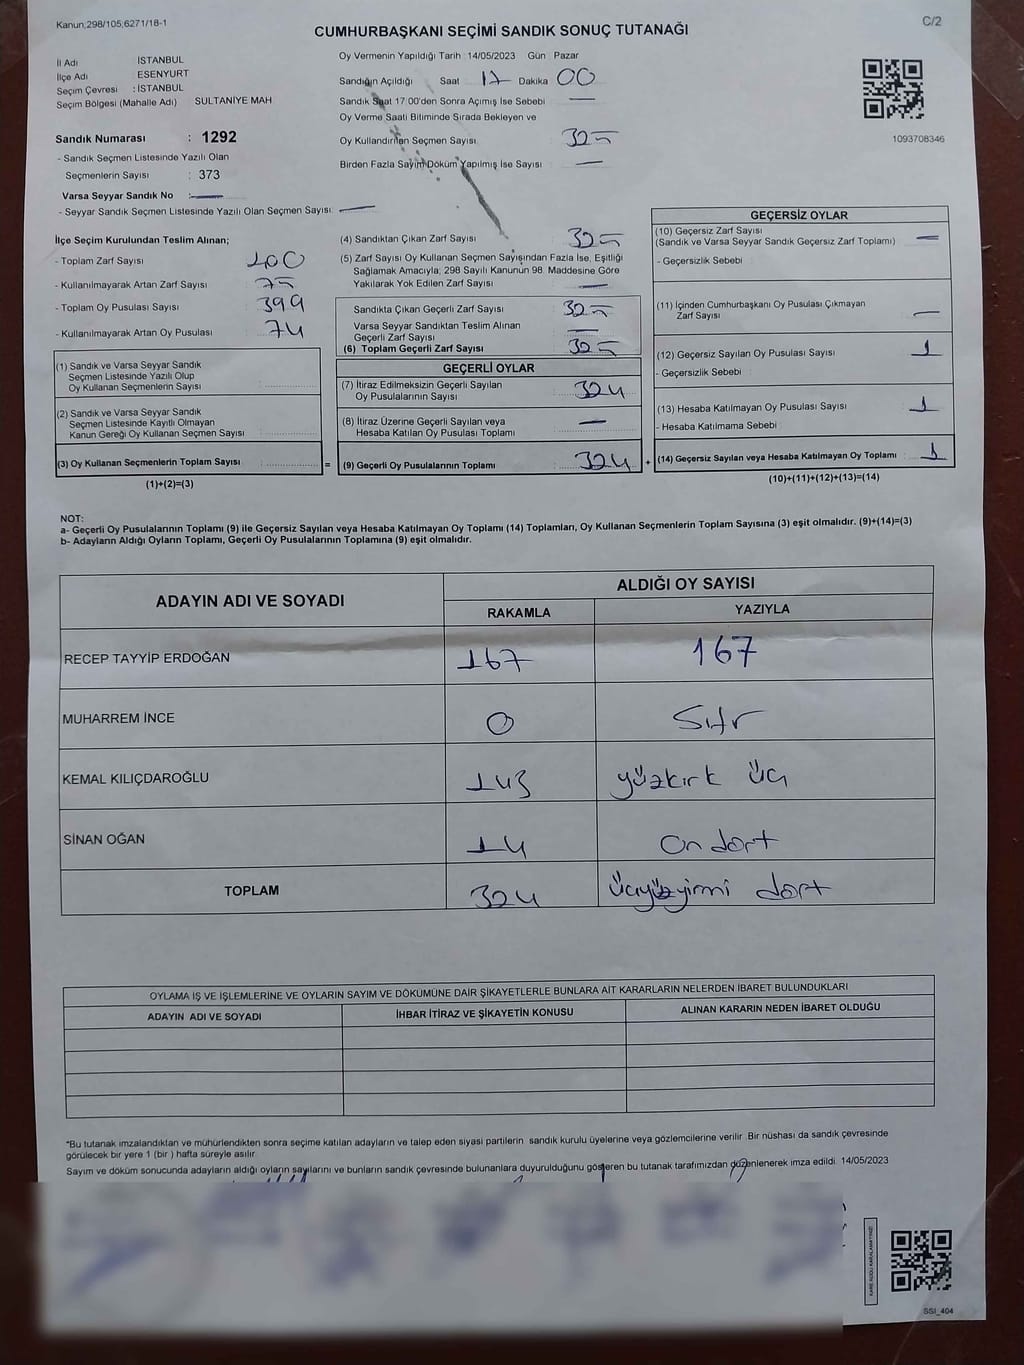 Kanun;298/105;6271/18-1
C/2
CUMHURBAŞKANI SEÇİMİ SANDIK SONUÇ TUTANAĞI
İl Adı İSTANBUL
İlçe Adı ESENYURT
Seçim Çevresi : İSTANBUL
Seçim Bölgesi (Mahalle Adı) SULTANİYE MAH
Sandık Numarası : 1292
- Sandık Seçmen Listesinde Yazılı Olan
Seçmenlerin Sayısı : 373
Varsa Seyyar Sandık No : —
- Seyyar Sandık Seçmen Listesinde Yazılı Olan Seçmen Sayısı: —
Oy Vermenin Yapıldığı Tarih : 14/05/2023 Gün Pazar
Sandığın Açıldığı Saat 17 Dakika 00
Sandık Saat 17:00'den Sonra Açımış İse Sebebi —
Oy Verme Saati Bitiminde Sırada Bekleyen ve
Oy Kullandırılan Seçmen Sayısı : 325
Birden Fazla Sayım Döküm Yapılmış İse Sayısı : —
1093708346
İlçe Seçim Kurulundan Teslim Alınan;
- Toplam Zarf Sayısı : 400
- Kullanılmayarak Artan Zarf Sayısı : 75
- Toplam Oy Pusulası Sayısı : 399
- Kullanılmayarak Artan Oy Pusulası : 74
(1) Sandık ve Varsa Seyyar Sandık
Seçmen Listesinde Yazılı Olup
Oy Kullanan Seçmenlerin Sayısı
(2) Sandık ve Varsa Seyyar Sandık
Seçmen Listesinde Kayıtlı Olmayan
Kanun Gereği Oy Kullanan Seçmen Sayısı
(3) Oy Kullanan Seçmenlerin Toplam Sayısı
(1)+(2)=(3)
=
(4) Sandıktan Çıkan Zarf Sayısı : 325
(5) Zarf Sayısı Oy Kullanan Seçmen Sayısından Fazla İse, Eşitliği
Sağlamak Amacıyla; 298 Sayılı Kanunun 98. Maddesine Göre
Yakılarak Yok Edilen Zarf Sayısı : —
Sandıkta Çıkan Geçerli Zarf Sayısı : 325
Varsa Seyyar Sandıktan Teslim Alınan
Geçerli Zarf Sayısı : —
(6) Toplam Geçerli Zarf Sayısı : 325
GEÇERLİ OYLAR
(7) İtiraz Edilmeksizin Geçerli Sayılan
Oy Pusulalarının Sayısı : 324
(8) İtiraz Üzerine Geçerli Sayılan veya
Hesaba Katılan Oy Pusulası Toplamı : —
(9) Geçerli Oy Pusulalarının Toplamı : 324
+
GEÇERSİZ OYLAR
(10) Geçersiz Zarf Sayısı
(Sandık ve Varsa Seyyar Sandık Geçersiz Zarf Toplamı) : —
- Geçersizlik Sebebi :
(11) İçinden Cumhurbaşkanı Oy Pusulası Çıkmayan
Zarf Sayısı : —
(12) Geçersiz Sayılan Oy Pusulası Sayısı : 1
- Geçersizlik Sebebi :
(13) Hesaba Katılmayan Oy Pusulası Sayısı : 1
- Hesaba Katılmama Sebebi :
(14) Geçersiz Sayılan veya Hesaba Katılmayan Oy Toplamı : 1
(10)+(11)+(12)+(13)=(14)
NOT:
a- Geçerli Oy Pusulalarının Toplamı (9) ile Geçersiz Sayılan veya Hesaba Katılmayan Oy Toplamı (14) Toplamları, Oy Kullanan Seçmenlerin Toplam Sayısına (3) eşit olmalıdır. (9)+(14)=(3)
b- Adayların Aldığı Oyların Toplamı, Geçerli Oy Pusulalarının Toplamına (9) eşit olmalıdır.
ADAYIN ADI VE SOYADI
ALDIĞI OY SAYISI
RAKAMLA YAZIYLA
RECEP TAYYİP ERDOĞAN 167 167
MUHARREM İNCE 0 Sıfr
KEMAL KILIÇDAROĞLU 143 yüzkırk üç
SİNAN OĞAN 14 On dort
TOPLAM 324 üçyüzyirmi dort
OYLAMA İŞ VE İŞLEMLERİNE VE OYLARIN SAYIM VE DÖKÜMÜNE DAİR ŞİKAYETLERLE BUNLARA AİT KARARLARIN NELERDEN İBARET BULUNDUKLARI
ADAYIN ADI VE SOYADI İHBAR İTİRAZ VE ŞİKAYETİN KONUSU ALINAN KARARIN NEDEN İBARET OLDUĞU
*Bu tutanak imzalandıktan ve mühürlendikten sonra seçime katılan adayların ve talep eden siyasi partilerin sandık kurulu üyelerine veya gözlemcilerine verilir. Bir nüshası da sandık çevresinde
görülecek bir yere 1 (bir ) hafta süreyle asılır.
Sayım ve döküm sonucunda adayların aldığı oyların sayılarını ve bunların sandık çevresinde bulunanlara duyurulduğunu gösteren bu tutanak tarafımızdan düzenlenerek imza edildi. 14/05/2023
KARE KODU KARALAMAYINIZ!
SSI_404